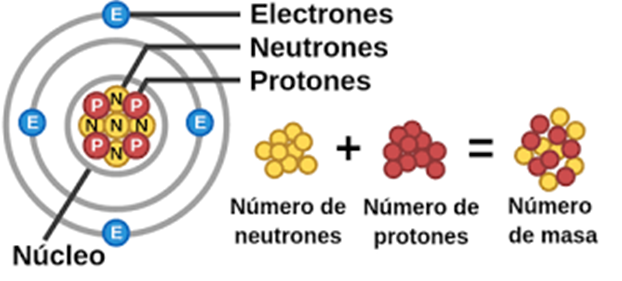 Electrones
Neutrones
Protones
E
E
E
E
N
P
P
N
N
N
P
P
N
Núcleo
+
=
Número de
neutrones
Número de
protones
Número
de masa